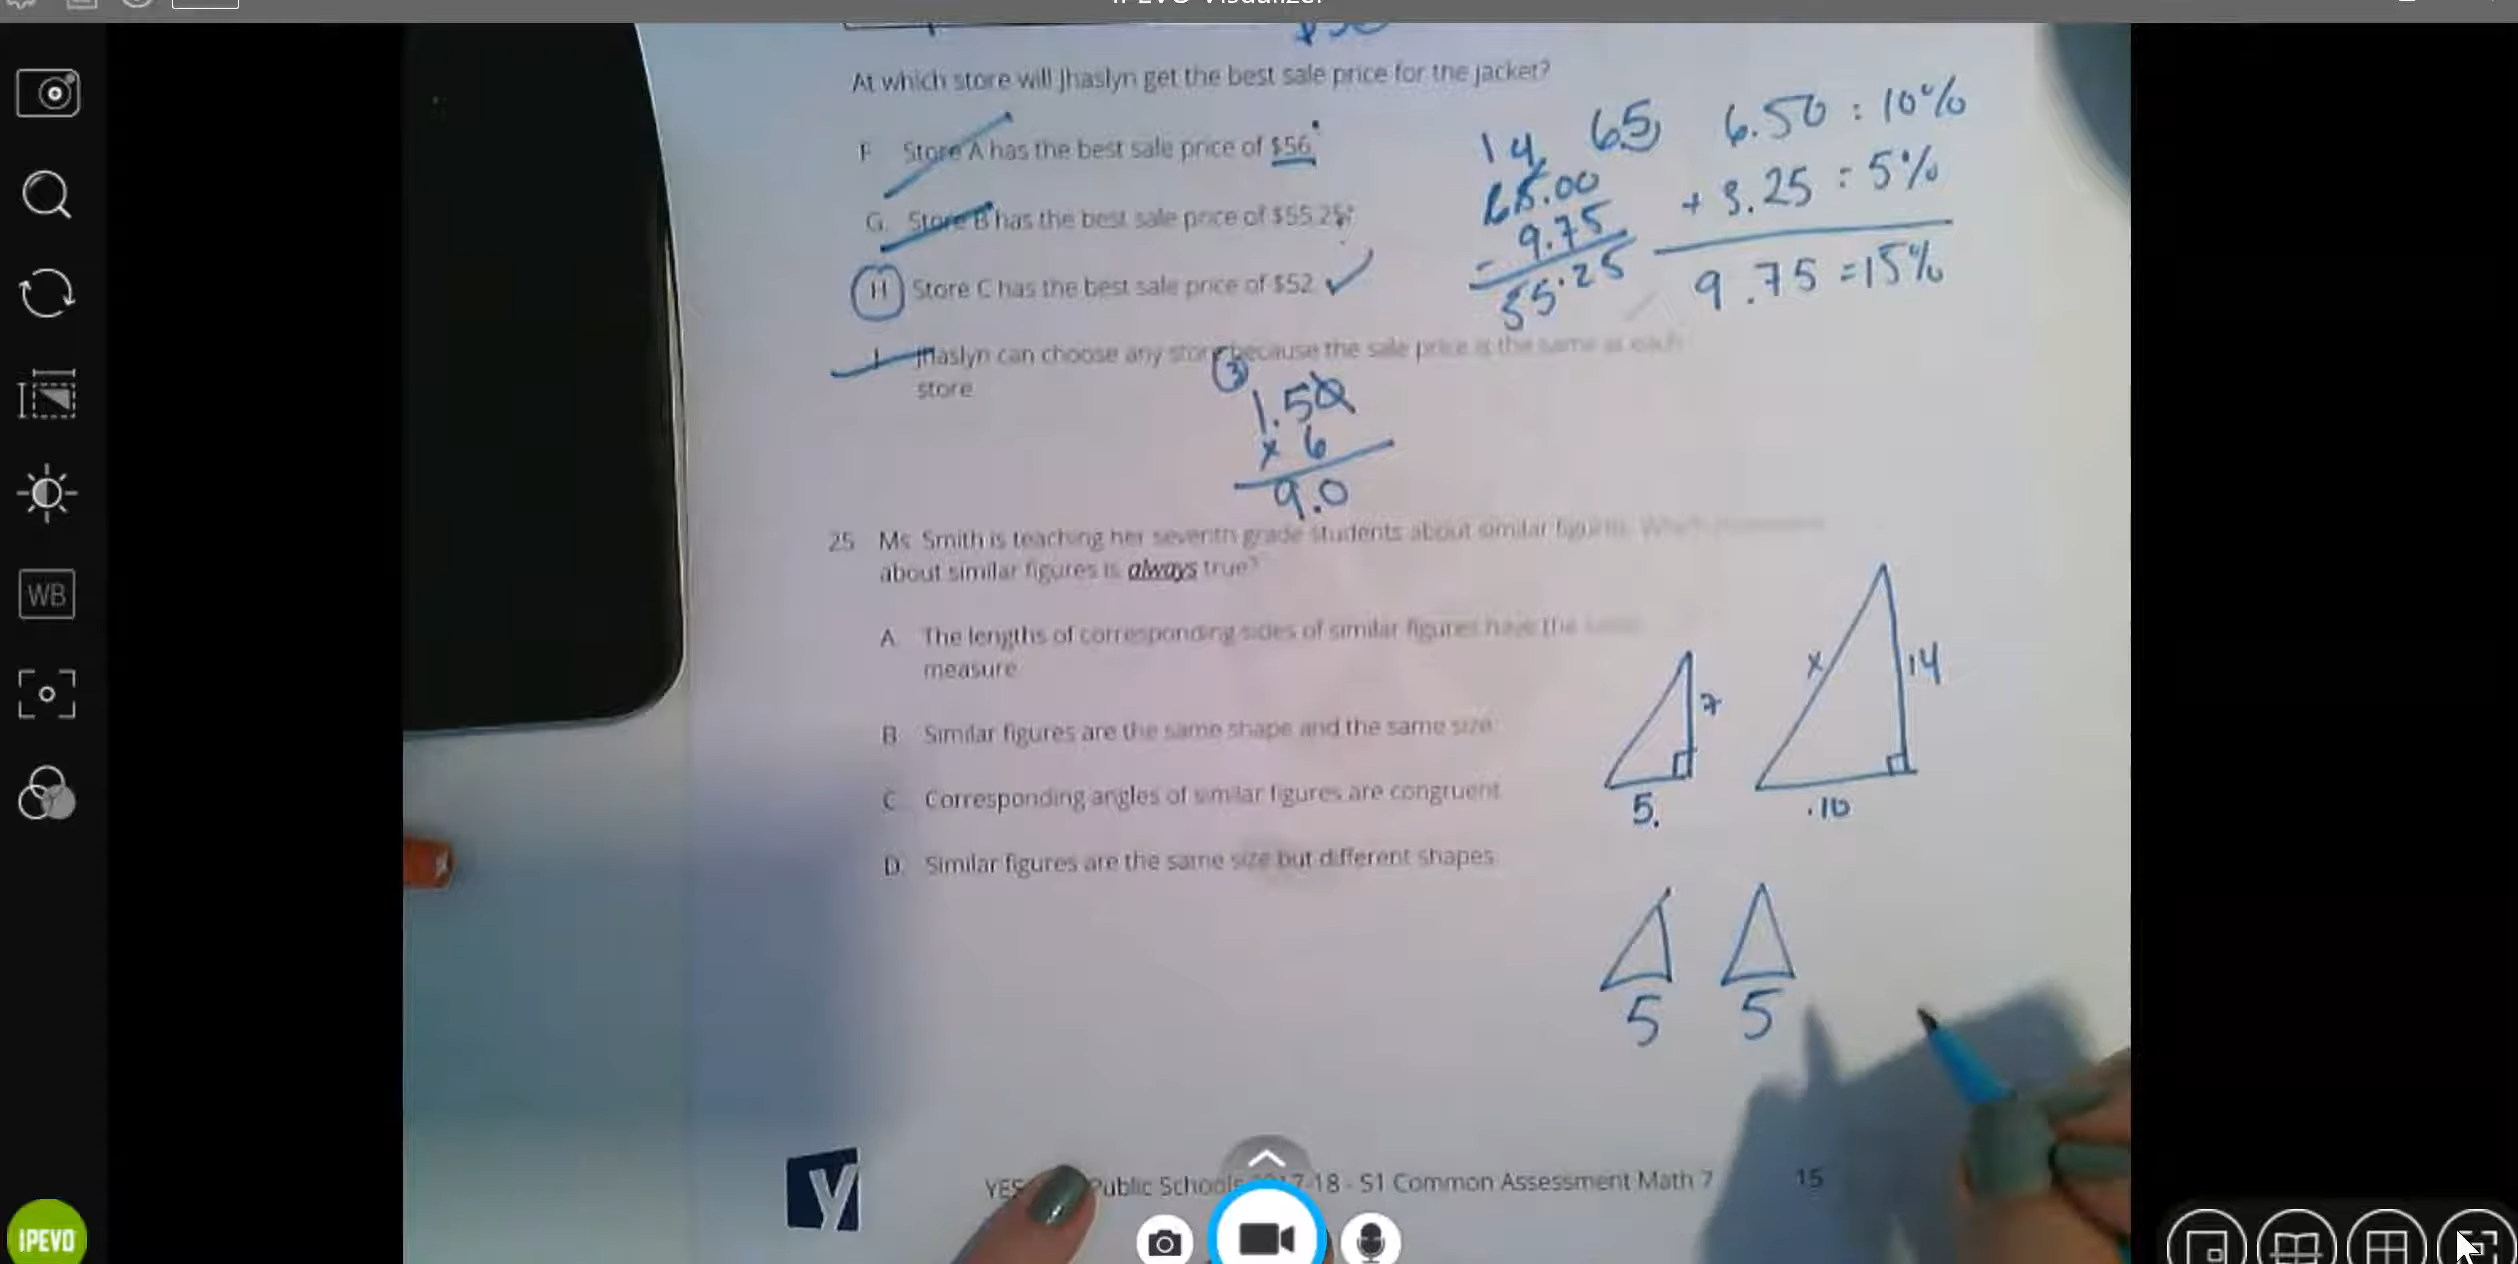 At which store will Jhaslyn get the best sale price for the jacket?
F Store A has the best sale price of $56
G. Store B has the best sale price of $55.25
H Store C has the best sale price of $52
J Jhaslyn can choose any store because the sale price is the same at each
store
65
6.50 : 10%
+ 3.25 : 5%
9.75 = 15%
14
65.00
- 9.75
55.25
3
1.50
x 6
9.0
25 Ms. Smith is teaching her seventh grade students about similar figures. Which
about similar figures is always true?
A The lengths of corresponding sides of similar figures have the same
measure
B Similar figures are the same shape and the same size.
C Corresponding angles of similar figures are congruent
D. Similar figures are the same size but different shapes.
7
5.
x
14
.10
5
5
y
YES Public Schools 17-18 - S1 Common Assessment Math 7
15
WB
IPEVO